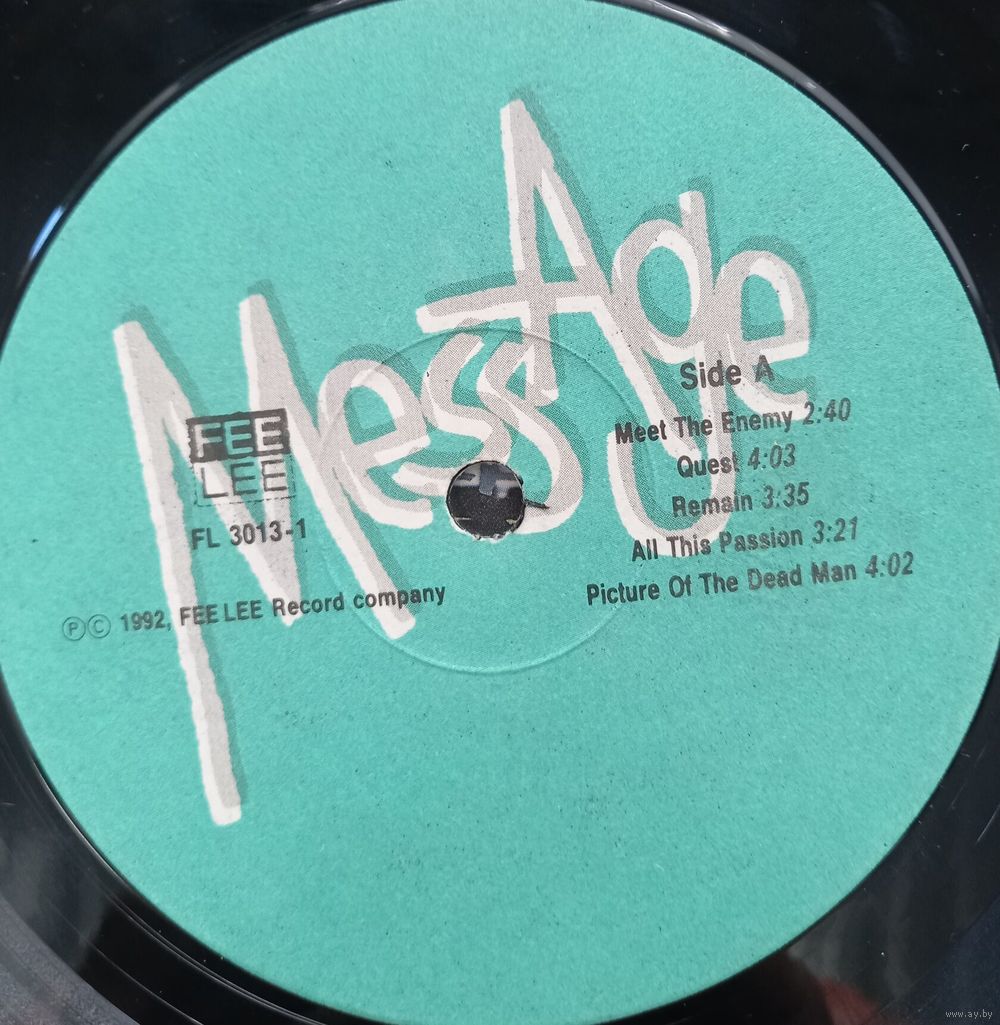 MessAge
FEE
LEE
FL 3013-1
ⓅⒸ 1992, FEE LEE Record company
Side A
Meet The Enemy 2:40
Quest 4:03
Remain 3:35
All This Passion 3:21
Picture Of The Dead Man 4:02
www.ay.by